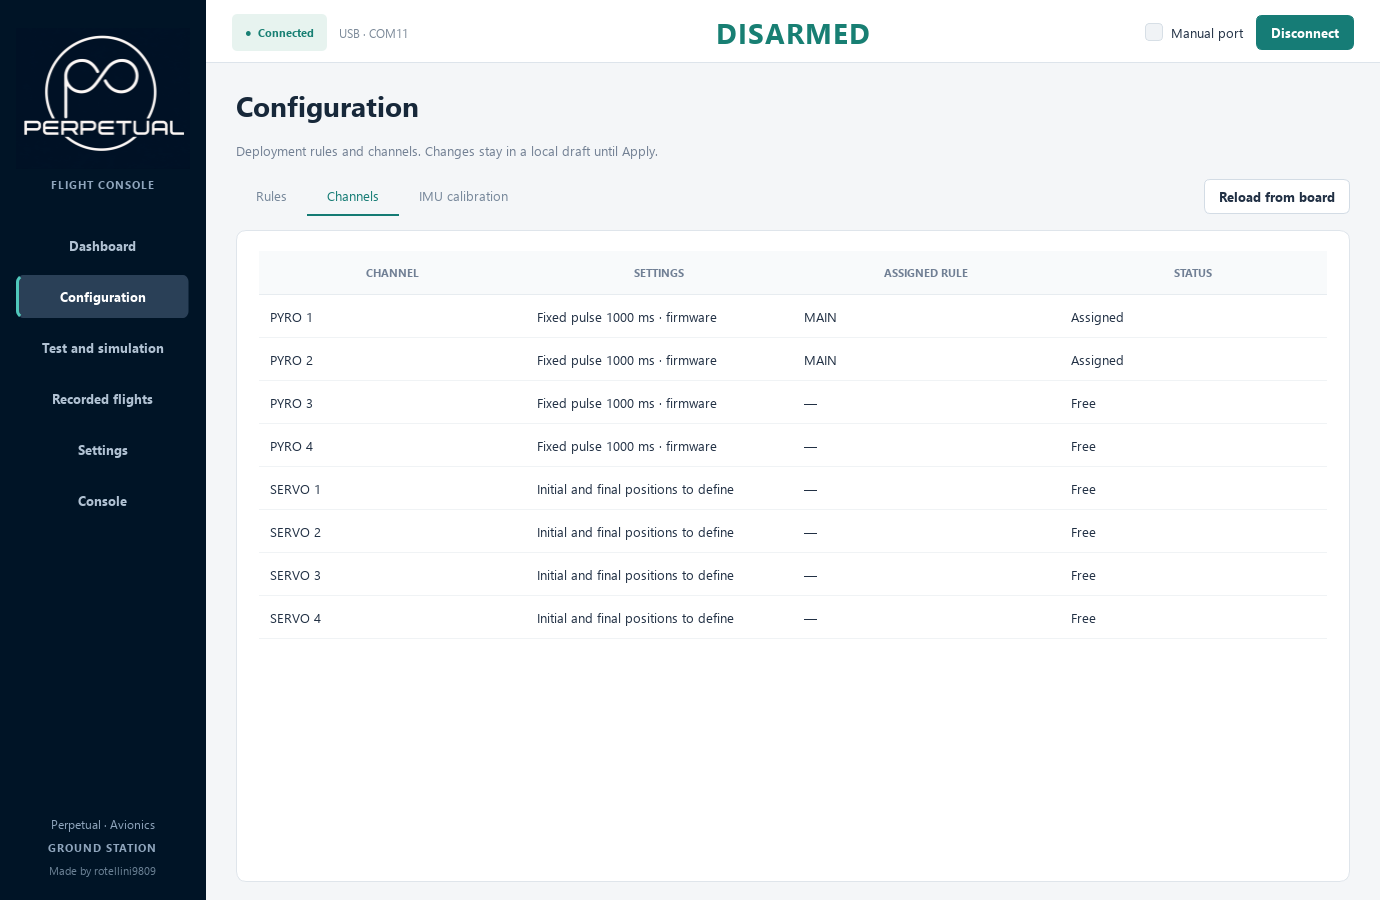 PERPETUAL
FLIGHT CONSOLE
Dashboard
Configuration
Test and simulation
Recorded flights
Settings
Console
Perpetual · Avionics
GROUND STATION
Made by rotellini9809
• Connected USB · COM11 DISARMED Manual port Disconnect
Configuration
Deployment rules and channels. Changes stay in a local draft until Apply.
Rules Channels IMU calibration Reload from board
CHANNEL SETTINGS ASSIGNED RULE STATUS
PYRO 1 Fixed pulse 1000 ms · firmware MAIN Assigned
PYRO 2 Fixed pulse 1000 ms · firmware MAIN Assigned
PYRO 3 Fixed pulse 1000 ms · firmware — Free
PYRO 4 Fixed pulse 1000 ms · firmware — Free
SERVO 1 Initial and final positions to define — Free
SERVO 2 Initial and final positions to define — Free
SERVO 3 Initial and final positions to define — Free
SERVO 4 Initial and final positions to define — Free